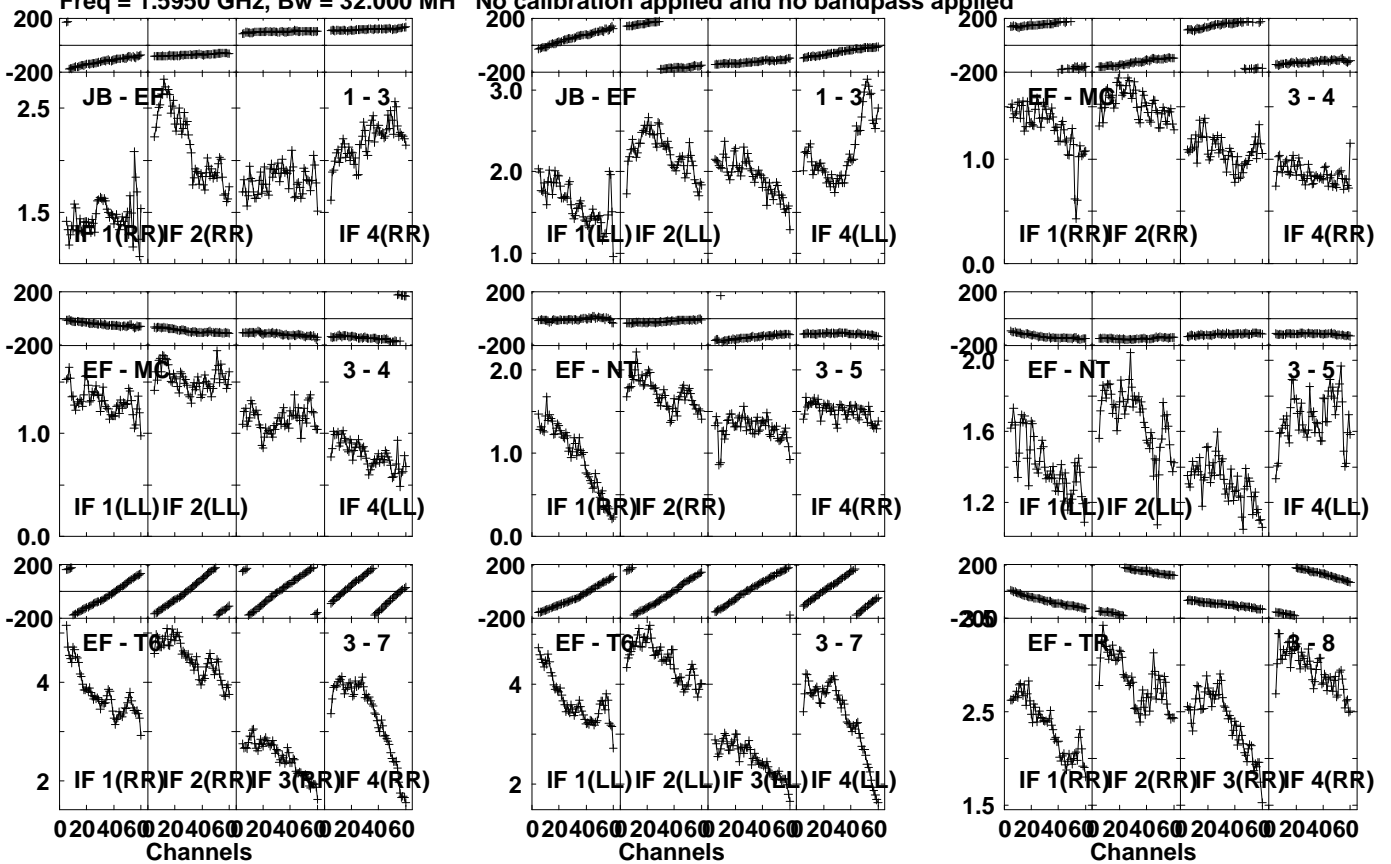 Freq = 1.5950 GHz, Bw = 32.000 MH No calibration applied and no bandpass applied
200 200 200
-200 -200 -200
JB - EF 1 - 3 JB - EF 1 - 3 EF - MC 3 - 4
2.5 3.0
2.0 1.0
1.5
IF 1(RR) IF 2(RR) IF 4(RR) IF 1(LL) IF 2(LL) IF 4(LL) IF 1(RR) IF 2(RR) IF 4(RR)
1.0 0.0
200 200 200
-200 -200 -200
EF - MC 3 - 4 EF - NT 3 - 5 EF - NT 3 - 5
2.0 2.0
1.6
1.0 1.0
1.2
IF 1(LL) IF 2(LL) IF 4(LL) IF 1(RR) IF 2(RR) IF 4(RR) IF 1(LL) IF 2(LL) IF 4(LL)
0.0 0.0
200 200 200
-200 -200 -200
3.5
EF - T6 3 - 7 EF - T6 3 - 7 EF - TR 3 - 8
4 4 2.5
2 2
IF 1(RR) IF 2(RR) IF 3(RR) IF 4(RR) IF 1(LL) IF 2(LL) IF 3(LL) IF 4(LL) IF 1(RR) IF 2(RR) IF 3(RR) IF 4(RR)
1.5
0 20 40 60 0 20 40 60 0 20 40 60 0 20 40 60 0 20 40 60 0 20 40 60 0 20 40 60 0 20 40 60 0 20 40 60 0 20 40 60 0 20 40 60 0 20 40 60
Channels Channels Channels